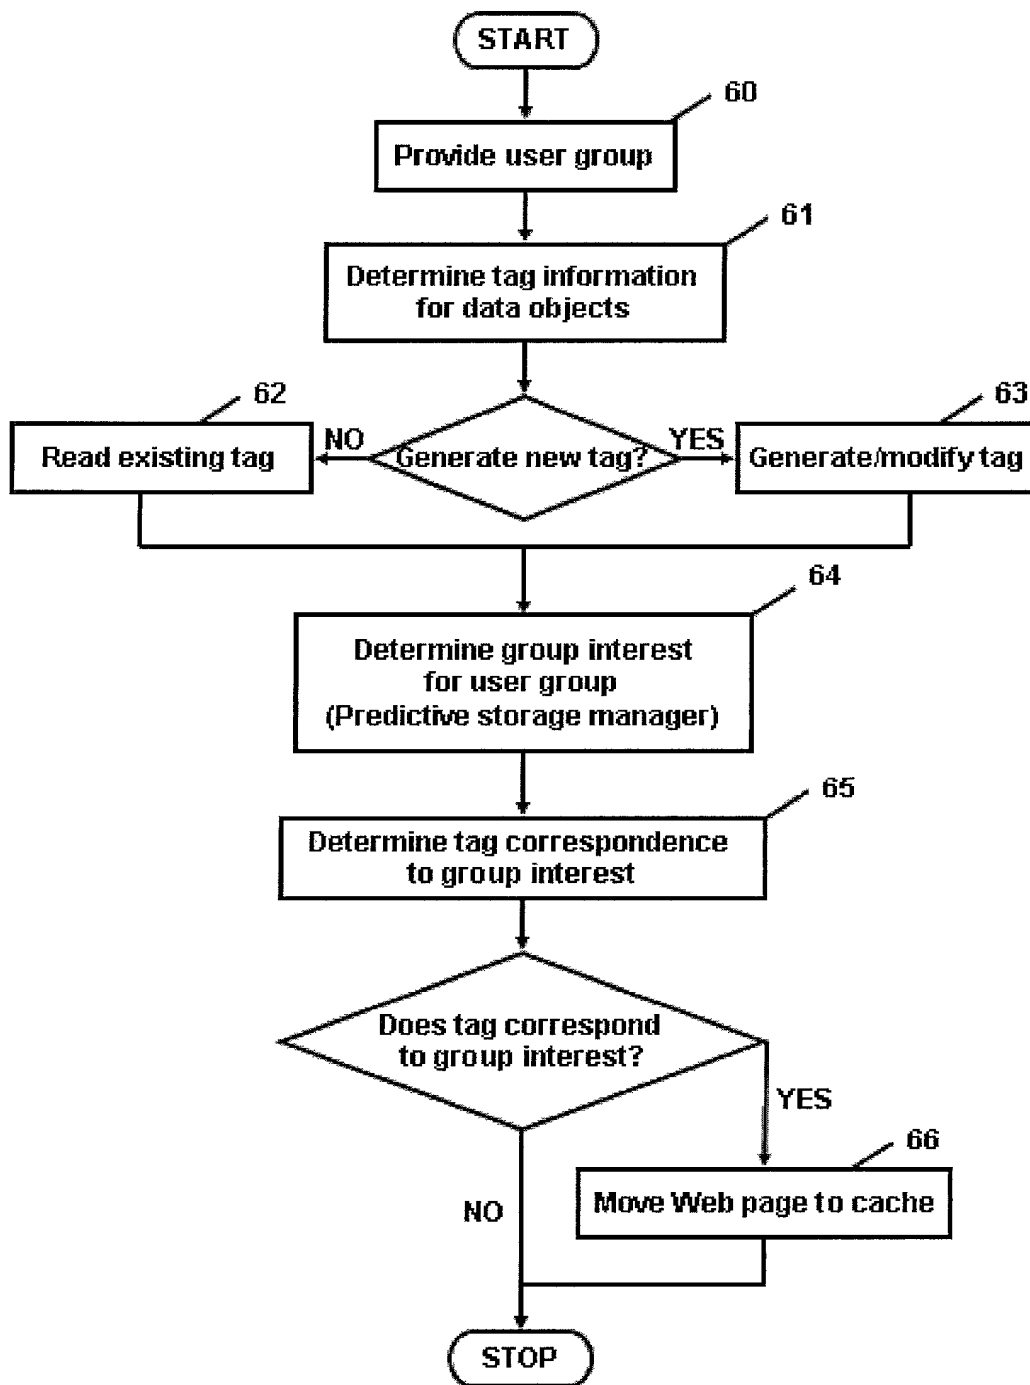 START
60
Provide user group
61
Determine tag information
for data objects
62
63
Read existing tag
NO
Generate new tag?
YES
Generate/modify tag
64
Determine group interest
for user group
(Predictive storage manager)
65
Determine tag correspondence
to group interest
Does tag correspond
to group interest?
YES
66
NO
Move Web page to cache
STOP